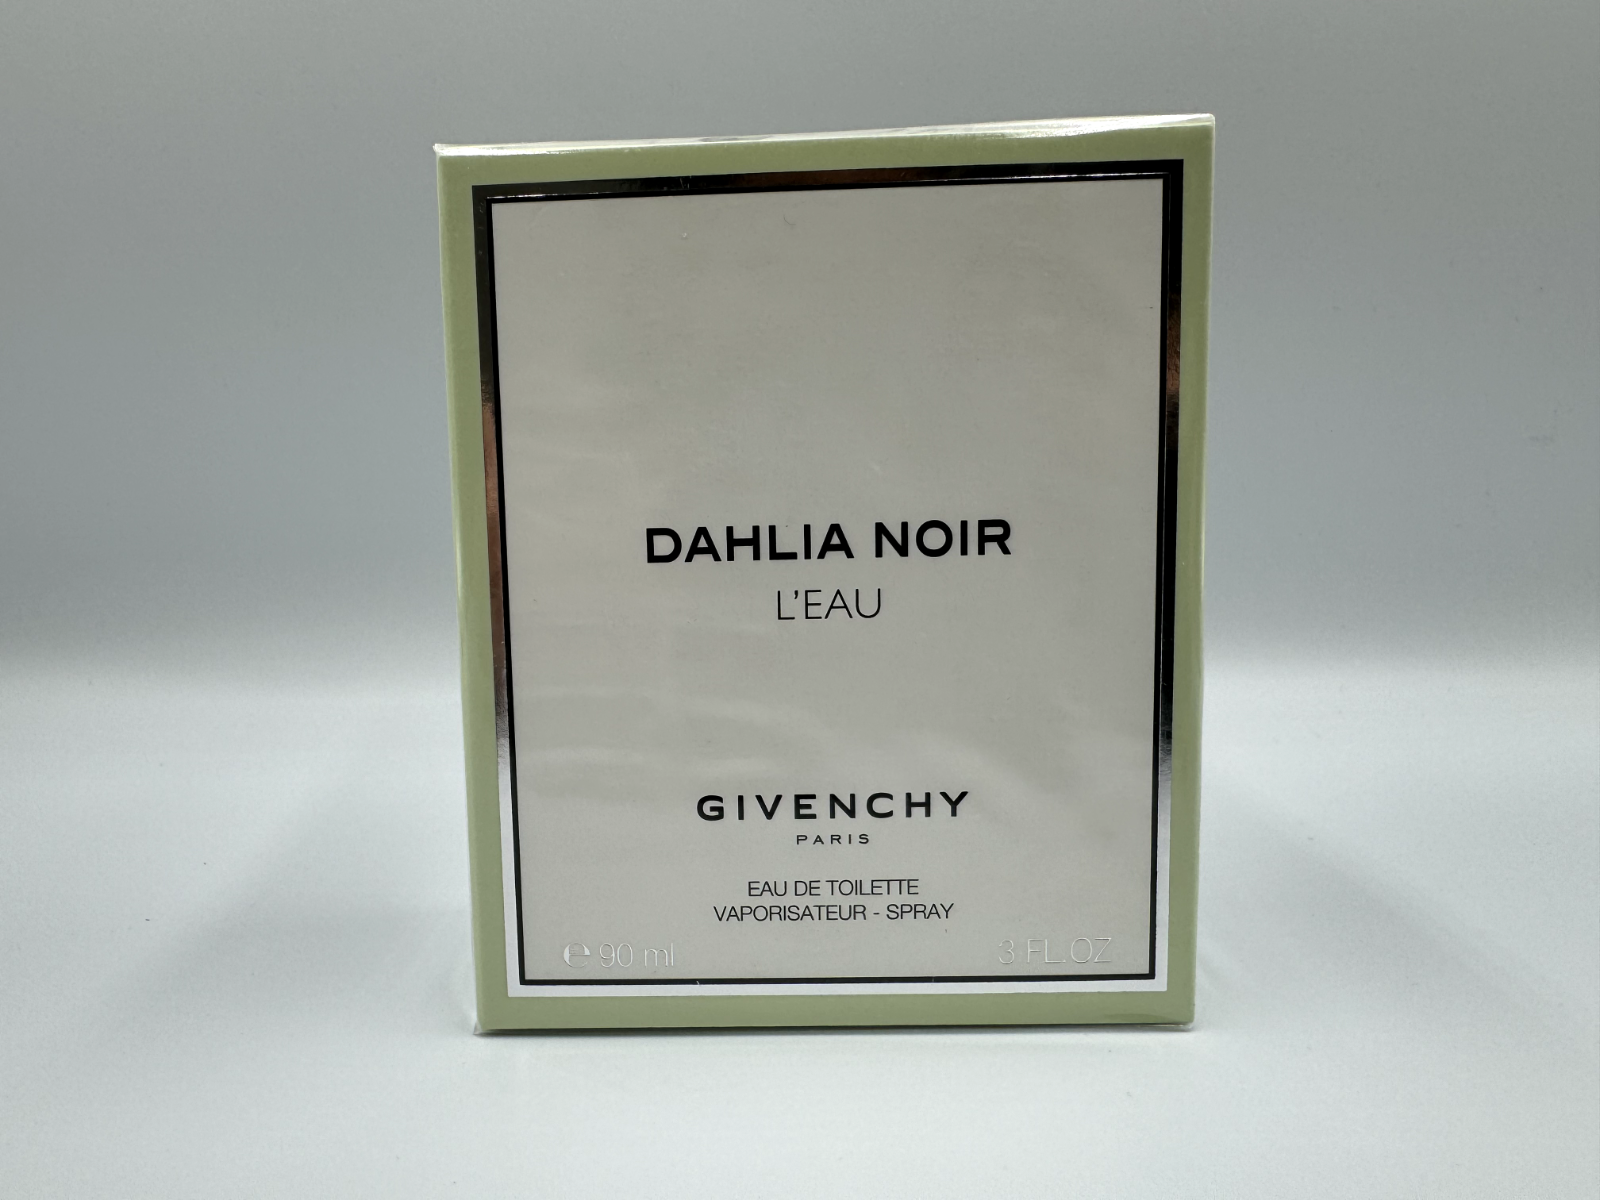 DAHLIA NOIR
L'EAU
GIVENCHY
PARIS
EAU DE TOILETTE
VAPORISATEUR - SPRAY
℮ 90 ml 3 FL.OZ